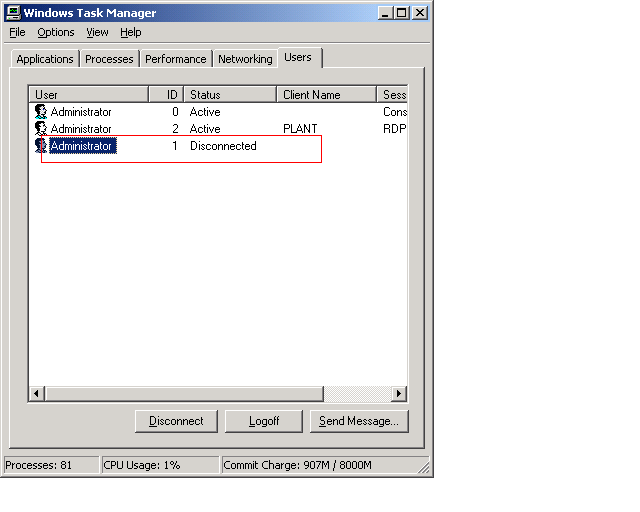 Windows Task Manager
File Options View Help
Applications Processes Performance Networking Users
User ID Status Client Name Sess
Administrator 0 Active Cons
Administrator 2 Active PLANT RDP
Administrator 1 Disconnected
Disconnect Logoff Send Message...
Processes: 81 CPU Usage: 1% Commit Charge: 907M / 8000M